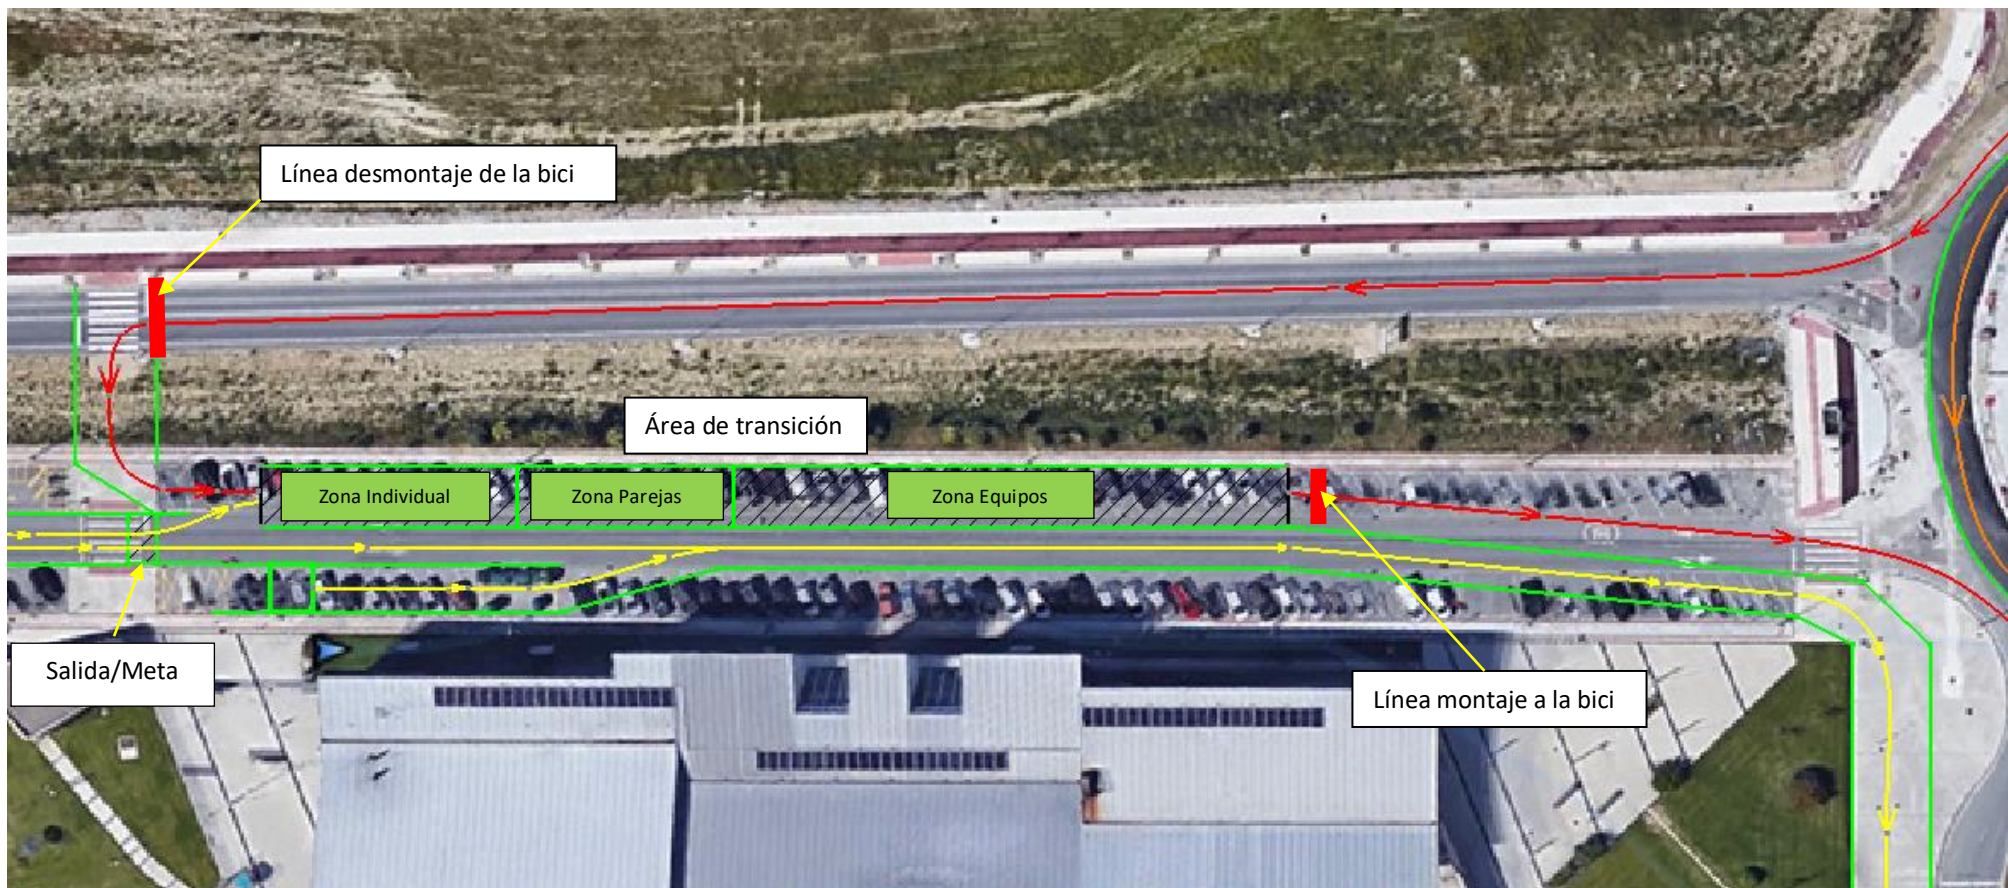 Línea desmontaje de la bici
Área de transición
Zona Individual
Zona Parejas
Zona Equipos
Salida/Meta
Línea montaje a la bici